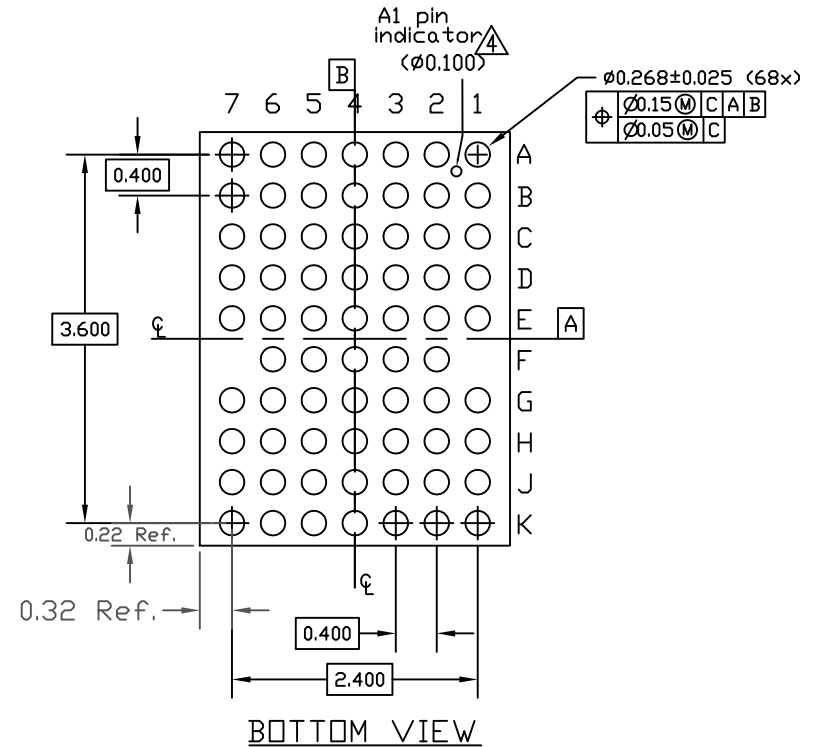 A1 pin
indicator 4
(Ø0.100)
B
Ø0.268±0.025 (68x)
⌖ Ø0.15 Ⓜ C A B
Ø0.05 Ⓜ C
7 6 5 4 3 2 1
A
0.400
B
C
D
E
3.600
℄
A
F
G
H
J
K
0.22 Ref.
℄
0.32 Ref.
0.400
2.400
BOTTOM VIEW